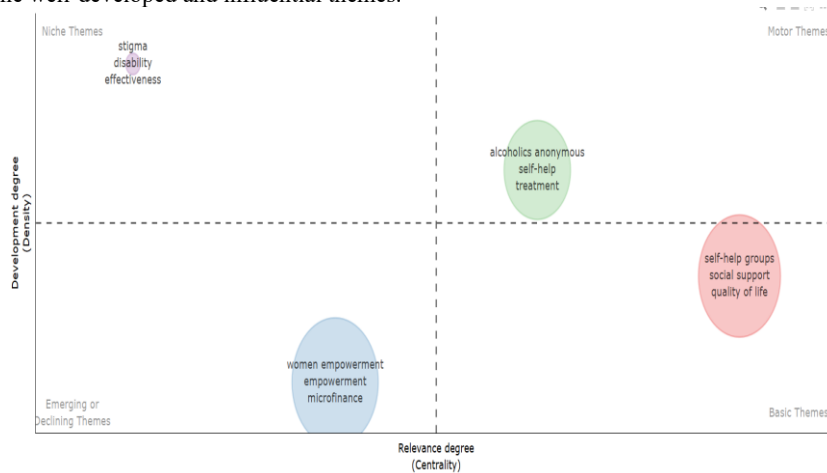 me well-developed and influential themes.
Niche Themes
Motor Themes
stigma
disability
effectiveness
alcoholics anonymous
self-help
treatment
Development degree
(Density)
self-help groups
social support
quality of life
women empowerment
empowerment
microfinance
Emerging or
Declining Themes
Basic Themes
Relevance degree
(Centrality)